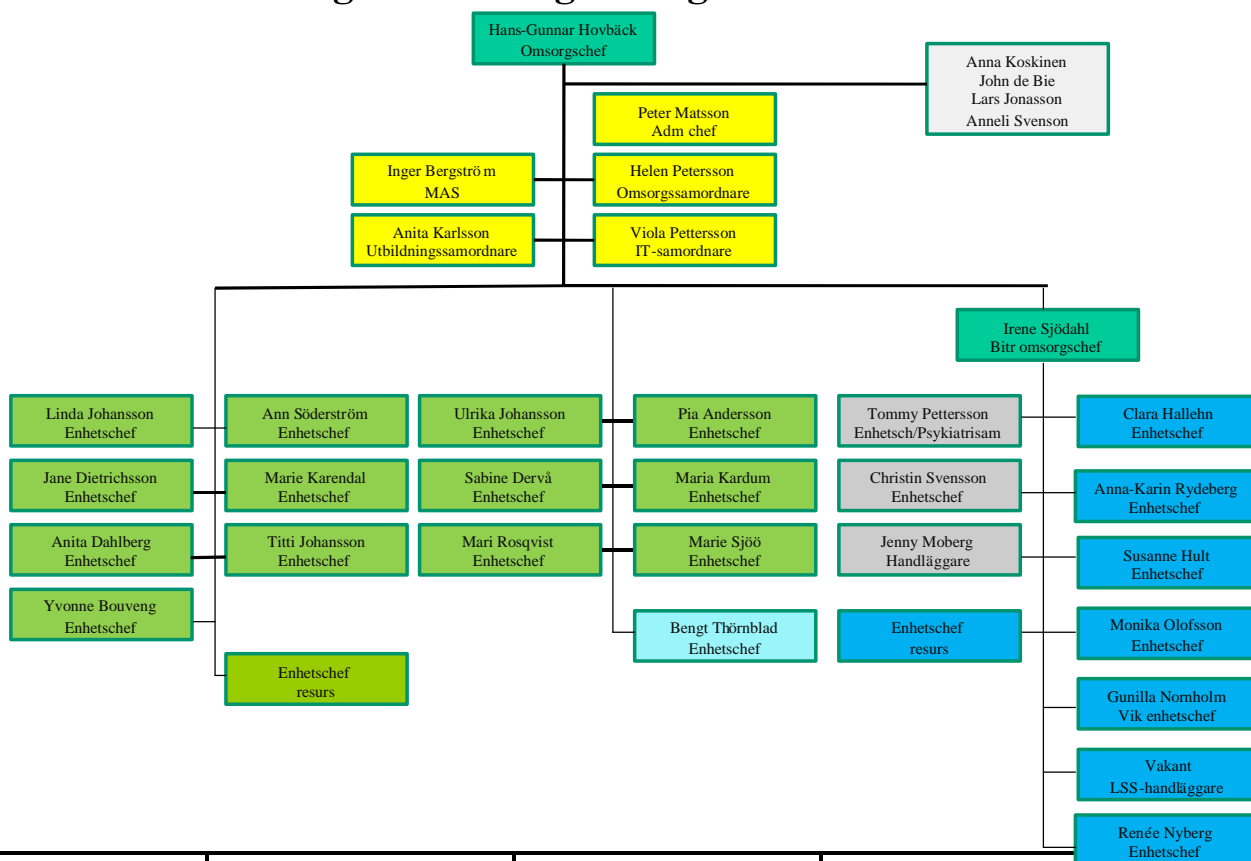 Hans-Gunnar Hovbäck
Omsorgschef
Anna Koskinen
John de Bie
Lars Jonasson
Anneli Svenson
Peter Matsson
Adm chef
Inger Bergström
MAS
Helen Petersson
Omsorgssamordnare
Anita Karlsson
Utbildningssamordnare
Viola Pettersson
IT-samordnare
Irene Sjödahl
Bitr omsorgschef
Linda Johansson
Enhetschef
Ann Söderström
Enhetschef
Ulrika Johansson
Enhetschef
Pia Andersson
Enhetschef
Tommy Pettersson
Enhetsch/Psykiatrisam
Clara Hallehn
Enhetschef
Jane Dietrichsson
Enhetschef
Marie Karendal
Enhetschef
Sabine Dervå
Enhetschef
Maria Kardum
Enhetschef
Christin Svensson
Enhetschef
Anna-Karin Rydeberg
Enhetschef
Anita Dahlberg
Enhetschef
Titti Johansson
Enhetschef
Mari Rosqvist
Enhetschef
Marie Sjöö
Enhetschef
Jenny Moberg
Handläggare
Susanne Hult
Enhetschef
Yvonne Bouveng
Enhetschef
Bengt Thörnblad
Enhetschef
Enhetschef
resurs
Monika Olofsson
Enhetschef
Enhetschef
resurs
Gunilla Nornholm
Vik enhetschef
Vakant
LSS-handläggare
Renée Nyberg
Enhetschef